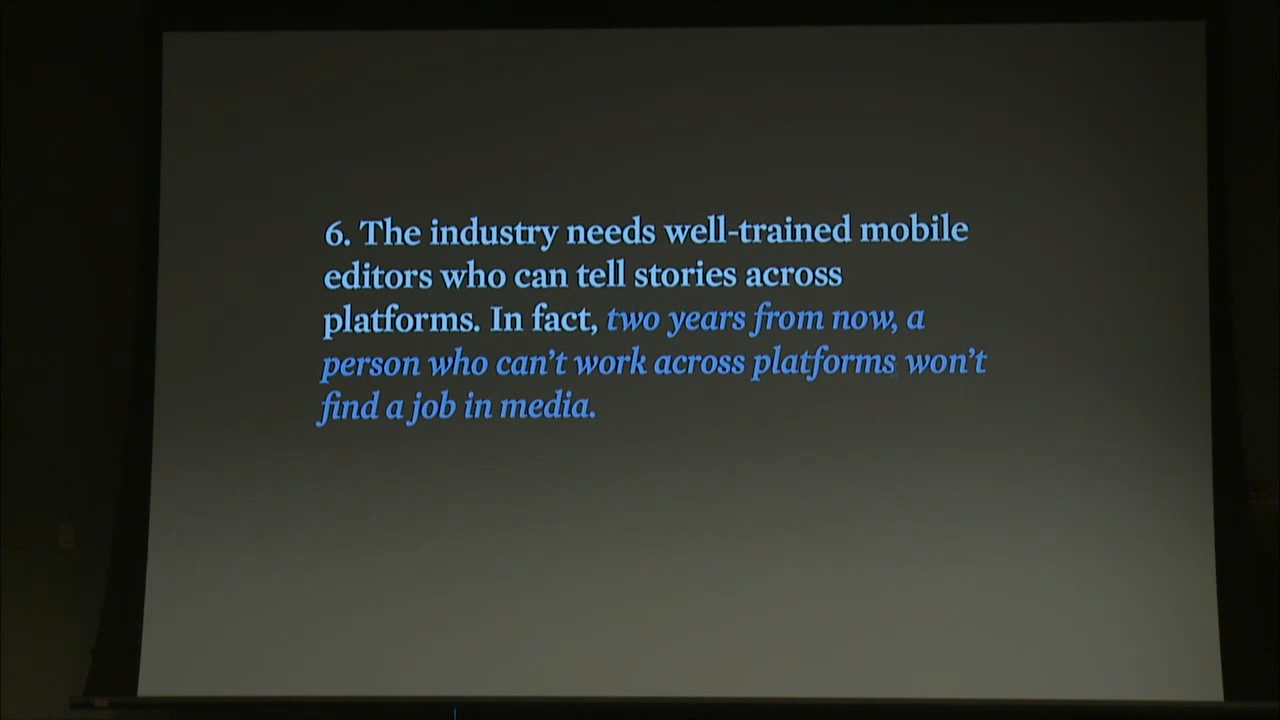 6. The industry needs well-trained mobile
editors who can tell stories across
platforms. In fact, two years from now, a
person who can’t work across platforms won’t
find a job in media.